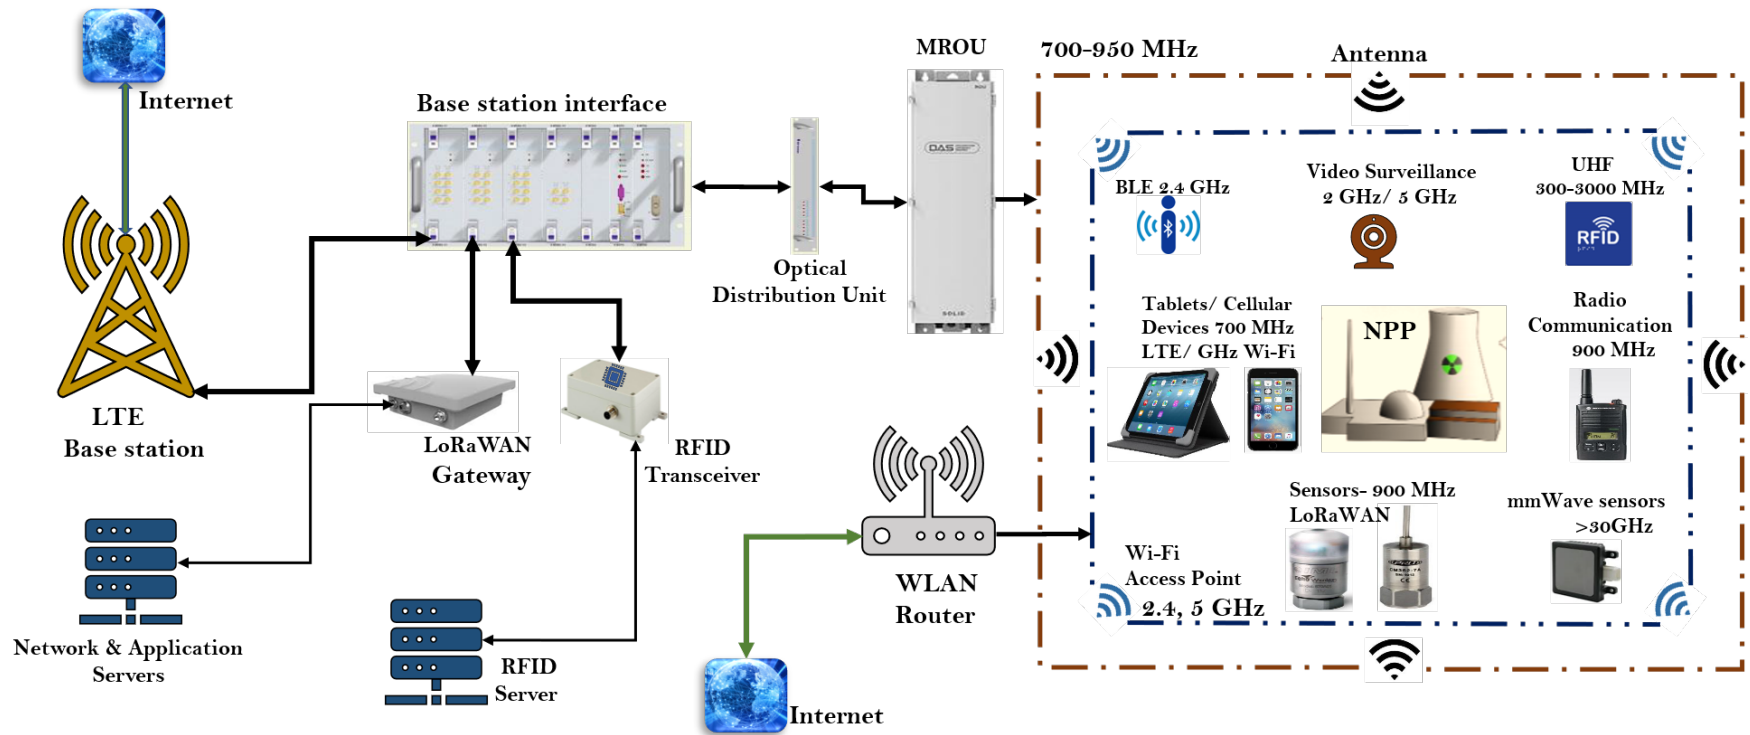 Internet
LTE
Base station
Network & Application
Servers
Base station interface
LoRaWAN
Gateway
RFID
Transceiver
RFID
Server
Optical
Distribution Unit
MROU
DAS
SOLiD
WLAN
Router
Internet
700-950 MHz
Antenna
BLE 2.4 GHz
Video Surveillance
2 GHz/ 5 GHz
UHF
300-3000 MHz
RFID
Tablets/ Cellular
Devices 700 MHz
LTE/ GHz Wi-Fi
NPP
Radio
Communication
900 MHz
Sensors- 900 MHz
LoRaWAN
mmWave sensors
>30GHz
Wi-Fi
Access Point
2.4, 5 GHz